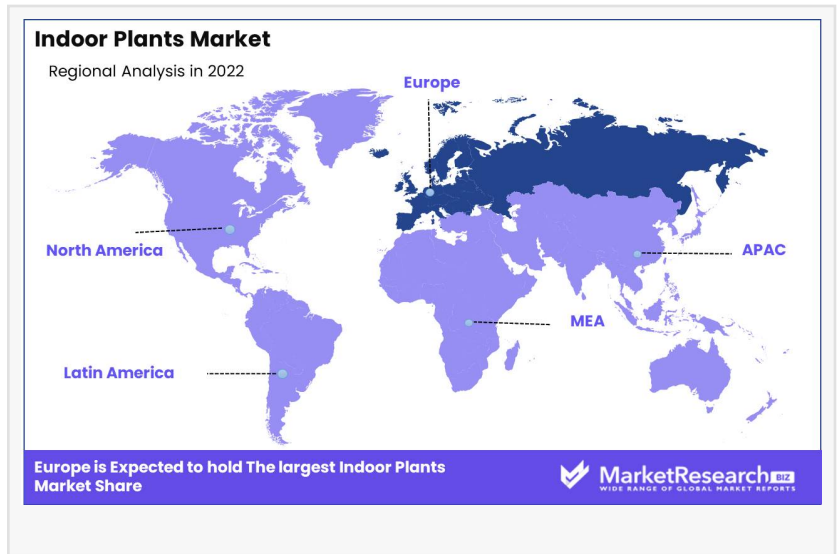 Indoor Plants Market
Regional Analysis in 2022
Europe
North America
APAC
MEA
Latin America
Europe is Expected to hold The largest Indoor Plants
Market Share
MarketResearch BIZ
WIDE RANGE OF GLOBAL MARKET REPORTS